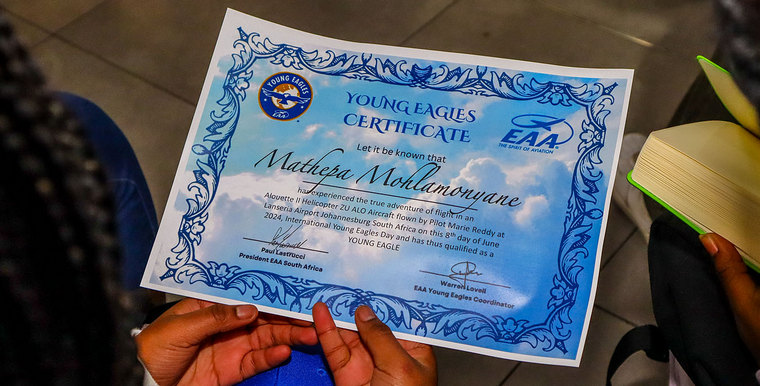 YOUNG EAGLES
EAA
YOUNG EAGLES
CERTIFICATE
EAA
THE SPIRIT OF AVIATION
Let it be known that
Mathepa Mohlamonyane
has experienced the true adventure of flight in an
Alouette II Helicopter ZU ALO Aircraft flown by Pilot Marie Reddy at
Lanseria Airport Johannesburg South Africa on this 8th day of June
2024, International Young Eagles Day and has thus qualified as a
YOUNG EAGLE
Paul Lastrucci
President EAA South Africa
Warren Lovell
EAA Young Eagles Coordinator